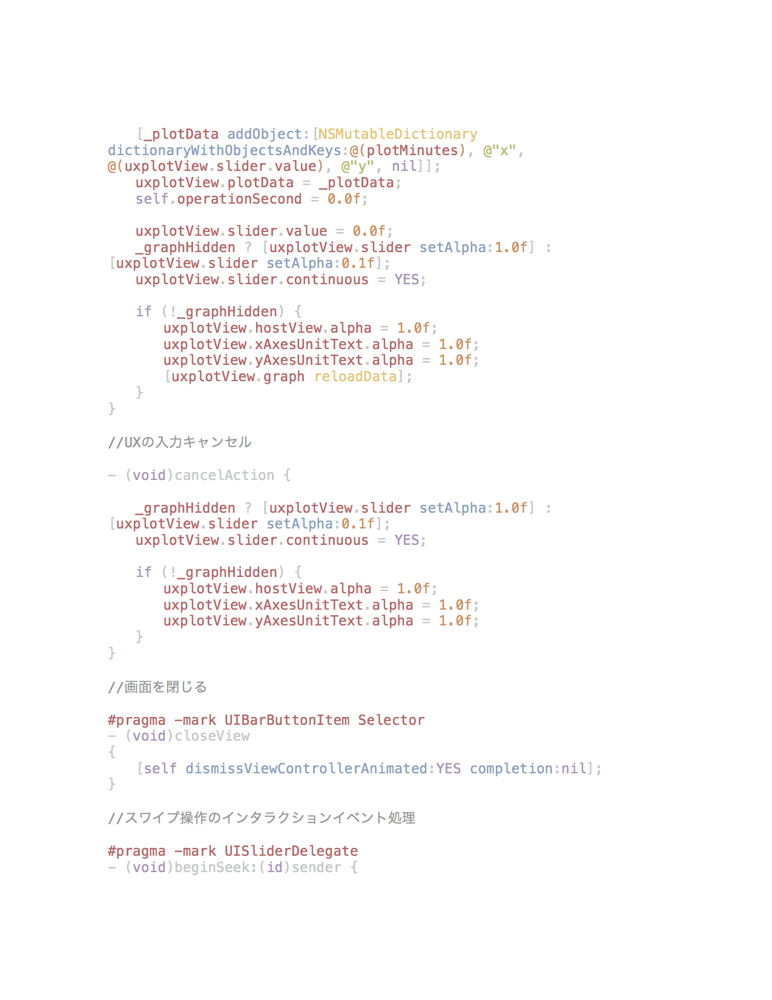 [_plotData addObject:[NSMutableDictionary
dictionaryWithObjectsAndKeys:@(plotMinutes), @"x",
@(uxplotView.slider.value), @"y", nil]];
uxplotView.plotData = _plotData;
self.operationSecond = 0.0f;
uxplotView.slider.value = 0.0f;
_graphHidden ? [uxplotView.slider setAlpha:1.0f] :
[uxplotView.slider setAlpha:0.1f];
uxplotView.slider.continuous = YES;
if (!_graphHidden) {
uxplotView.hostView.alpha = 1.0f;
uxplotView.xAxesUnitText.alpha = 1.0f;
uxplotView.yAxesUnitText.alpha = 1.0f;
[uxplotView.graph reloadData];
}
}
//UXの入力キャンセル
- (void)cancelAction {
_graphHidden ? [uxplotView.slider setAlpha:1.0f] :
[uxplotView.slider setAlpha:0.1f];
uxplotView.slider.continuous = YES;
if (!_graphHidden) {
uxplotView.hostView.alpha = 1.0f;
uxplotView.xAxesUnitText.alpha = 1.0f;
uxplotView.yAxesUnitText.alpha = 1.0f;
}
}
//画面を閉じる
#pragma -mark UIBarButtonItem Selector
- (void)closeView
{
[self dismissViewControllerAnimated:YES completion:nil];
}
//スワイプ操作のインタラクションイベント処理
#pragma -mark UISliderDelegate
- (void)beginSeek:(id)sender {